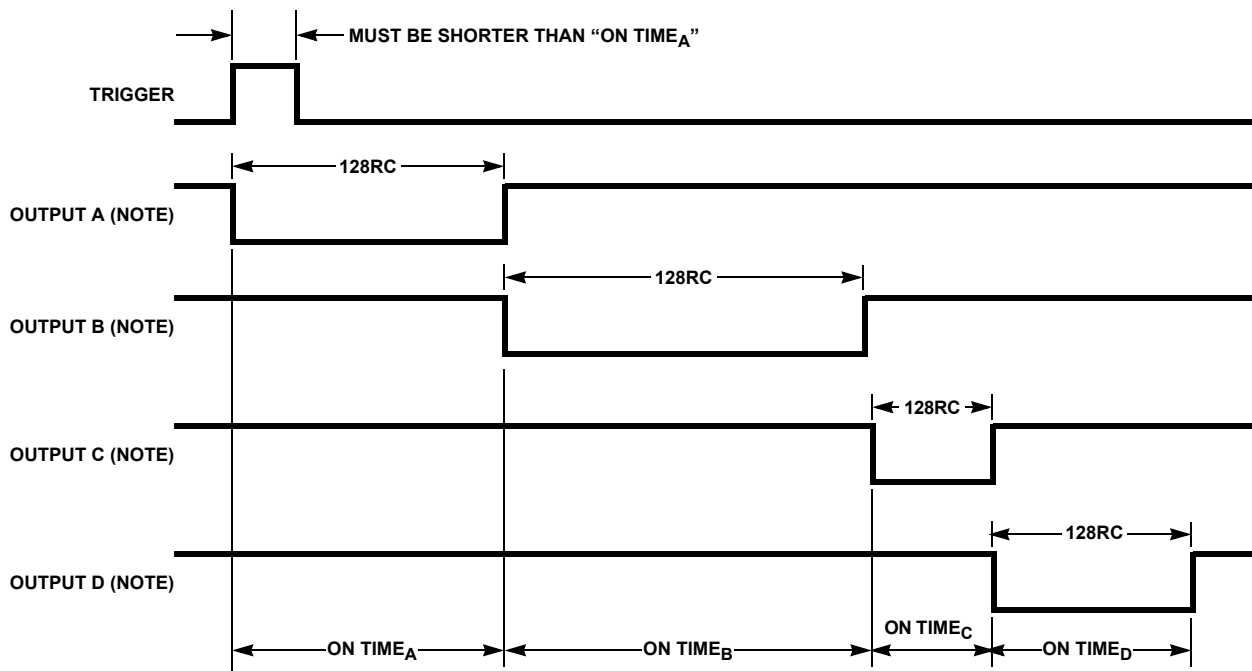 MUST BE SHORTER THAN “ON TIMEA”
TRIGGER
128RC
OUTPUT A (NOTE)
128RC
OUTPUT B (NOTE)
128RC
OUTPUT C (NOTE)
128RC
OUTPUT D (NOTE)
ON TIMEA
ON TIMEB
ON TIMEC
ON TIMED